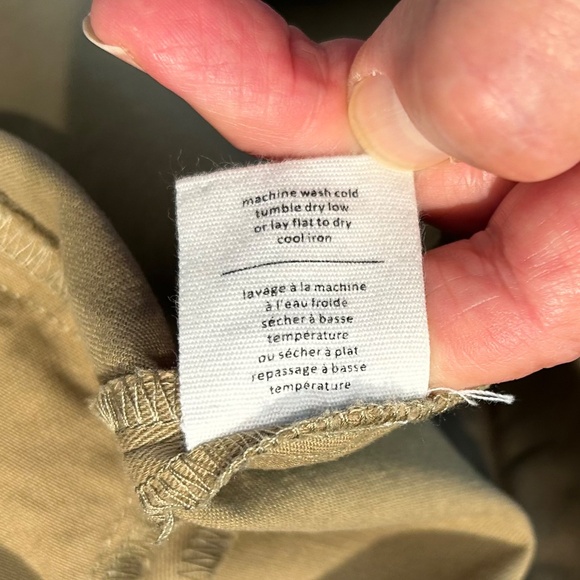 machine wash cold
tumble dry low
or lay flat to dry
cool iron
lavage à la machine
à l'eau froide
sécher à basse
température
ou sécher à plat
repassage à basse
température